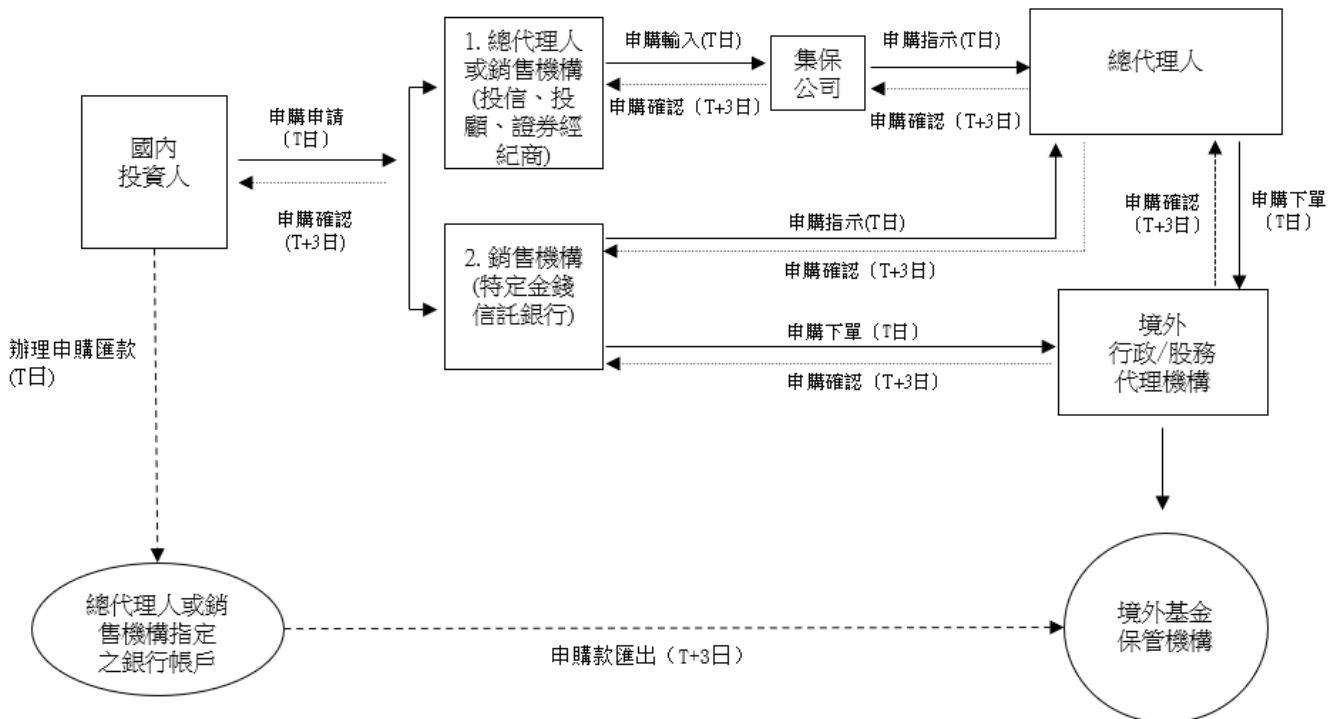 國內
投資人
申購申請
(T日)
申購確認
(T+3日)
1. 總代理人
或銷售機構
(投信、投
顧、證券經
紀商)
申購輸入(T日)
申購確認（T+3日）
集保
公司
申購指示(T日)
申購確認（T+3日）
總代理人
2. 銷售機構
(特定金錢
信託銀行)
申購指示(T日)
申購確認（T+3日）
申購確認
(T+3日)
申購下單
(T日)
申購下單（T日）
申購確認（T+3日）
境外
行政/股務
代理機構
辦理申購匯款
(T日)
總代理人或銷
售機構指定
之銀行帳戶
申購款匯出（T+3日）
境外基金
保管機構